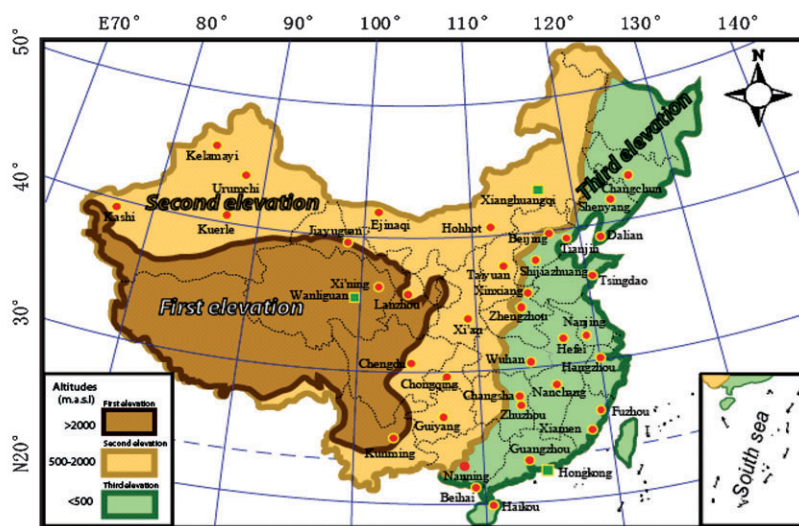 E70° 80° 90° 100° 110° 120° 130° 140°
50°
N
Third elevation
Kelamayi
Urumchi
Xianghuangqi
Changchun
40°
Second elevation
Shenyang
Kashi
Kuerle
Ejinaqi
Jiayuguan
Hohhot
Beijing
Dalian
Tianjin
Taiyuan
Shijiazhuang
Xi'ning
Tsingdao
Wanliguan
Lanzhou
Xinxiang
First elevation
30°
Zhengzhou
Xi'an
Nanjing
Hefei
Chengdu
Wuhan
Hangzhou
Chongqing
Nanchang
Changsha
Zhuzhou
Fuzhou
Guiyang
Xiamen
N20°
Kunming
Guangzhou
Nanning
Hongkong
Beihai
Haikou
Altitudes
(m.a.s.l)
First elevation
>2000
Second elevation
500-2000
Third elevation
<500
South sea